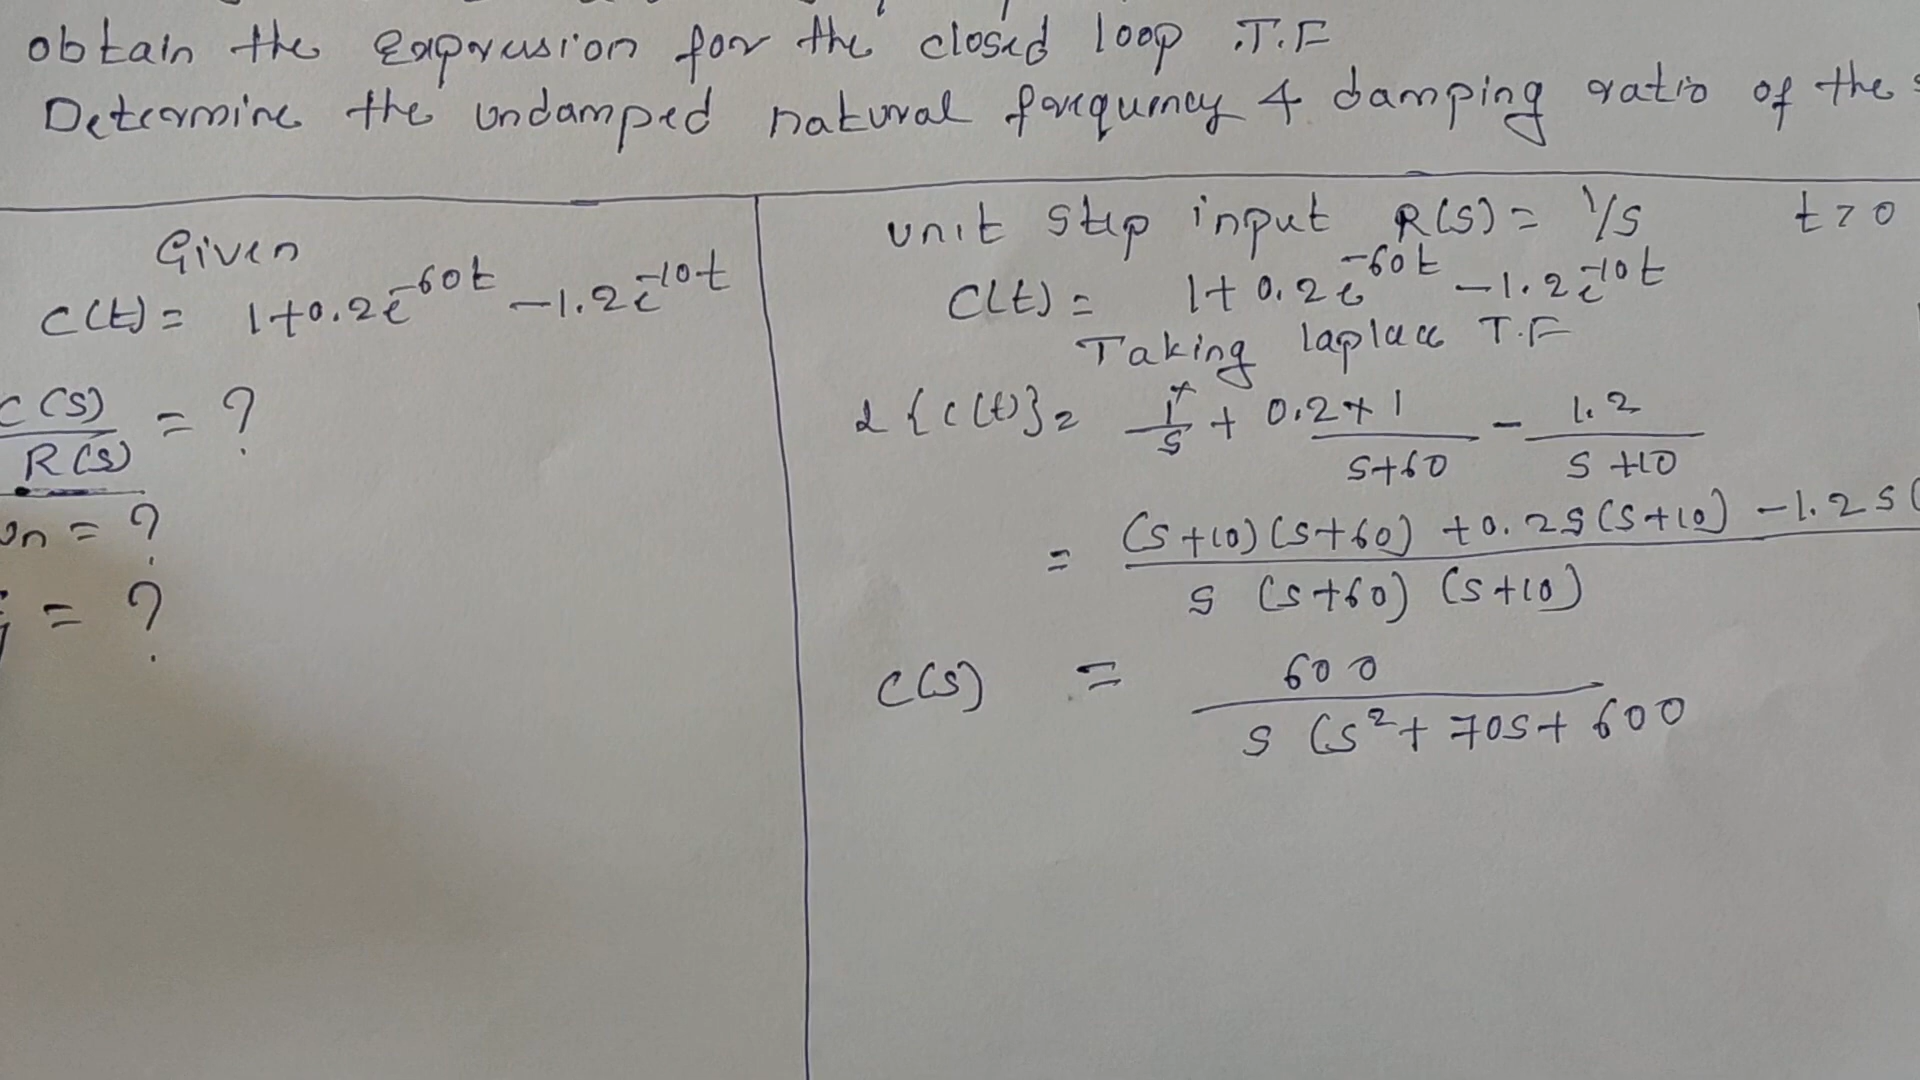 obtain the expression for the closed loop T.F
Determine the undamped natural frequency & damping ratio of the
Given
C(t) = 1+0.2e^-60t -1.2e^-10t
C(S)/R(S) = ?
ωn = ?
= ?
unit step input R(S) = 1/S t>0
C(t) = 1+0.2e^-60t -1.2e^-10t
Taking laplace T.F
L{c(t)} = 1/S + 0.2×1/S+60 - 1.2/S+10
= (S+10)(S+60) +0.2S(S+10) -1.2S( / S (S+60) (S+10)
C(S) = 600 / S (S²+70S+600